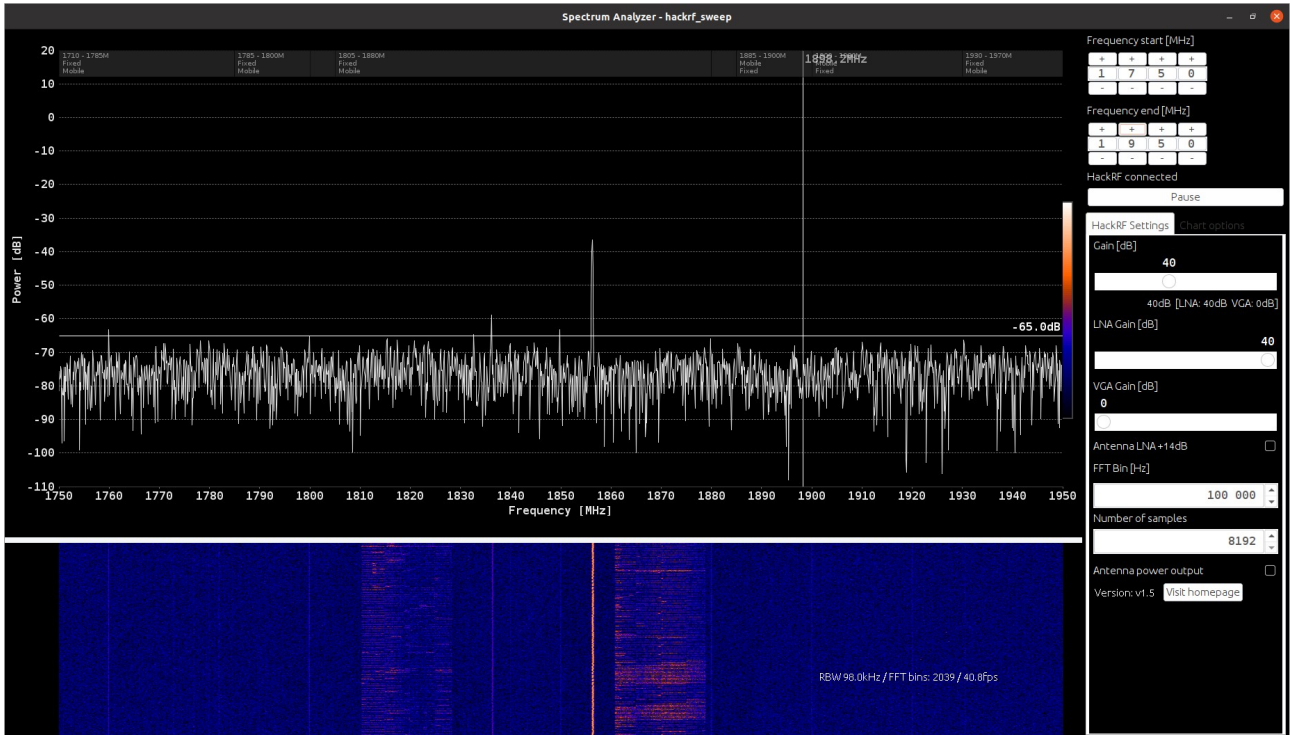 Spectrum Analyzer - hackrf_sweep
20
10
0
-10
-20
-30
-40
-50
-60
-70
-80
-90
-100
-110
Power [dB]
1710 - 1785M
Fixed
Mobile
1785 - 1800M
Fixed
Mobile
1805 - 1880M
Fixed
Mobile
1885 - 1900M
Mobile
Fixed
1898.2MHz
Fixed
Mobile
1930 - 1970M
Fixed
Mobile
-65.0dB
1750 1760 1770 1780 1790 1800 1810 1820 1830 1840 1850 1860 1870 1880 1890 1900 1910 1920 1930 1940 1950
Frequency [MHz]
RBW 98.0kHz / FFT bins: 2039 / 40.8fps
Frequency start [MHz]
+ + + +
1 7 5 0
- - - -
Frequency end [MHz]
+ + + +
1 9 5 0
- - - -
HackRF connected
Pause
HackRF Settings Chart options
Gain [dB]
40
40dB [LNA: 40dB VGA: 0dB]
LNA Gain [dB]
40
VGA Gain [dB]
0
Antenna LNA +14dB
FFT Bin [Hz]
100 000
Number of samples
8192
Antenna power output
Version: v1.5 Visit homepage